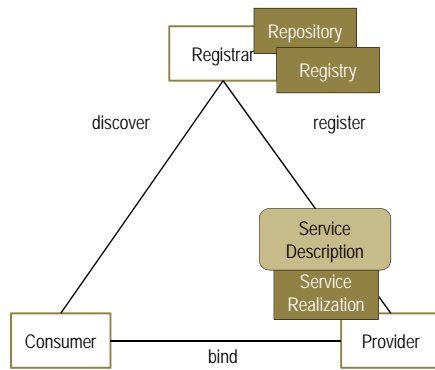 Repository
Registrar
Registry
discover
register
Service
Description
Service
Realization
Consumer
Provider
bind